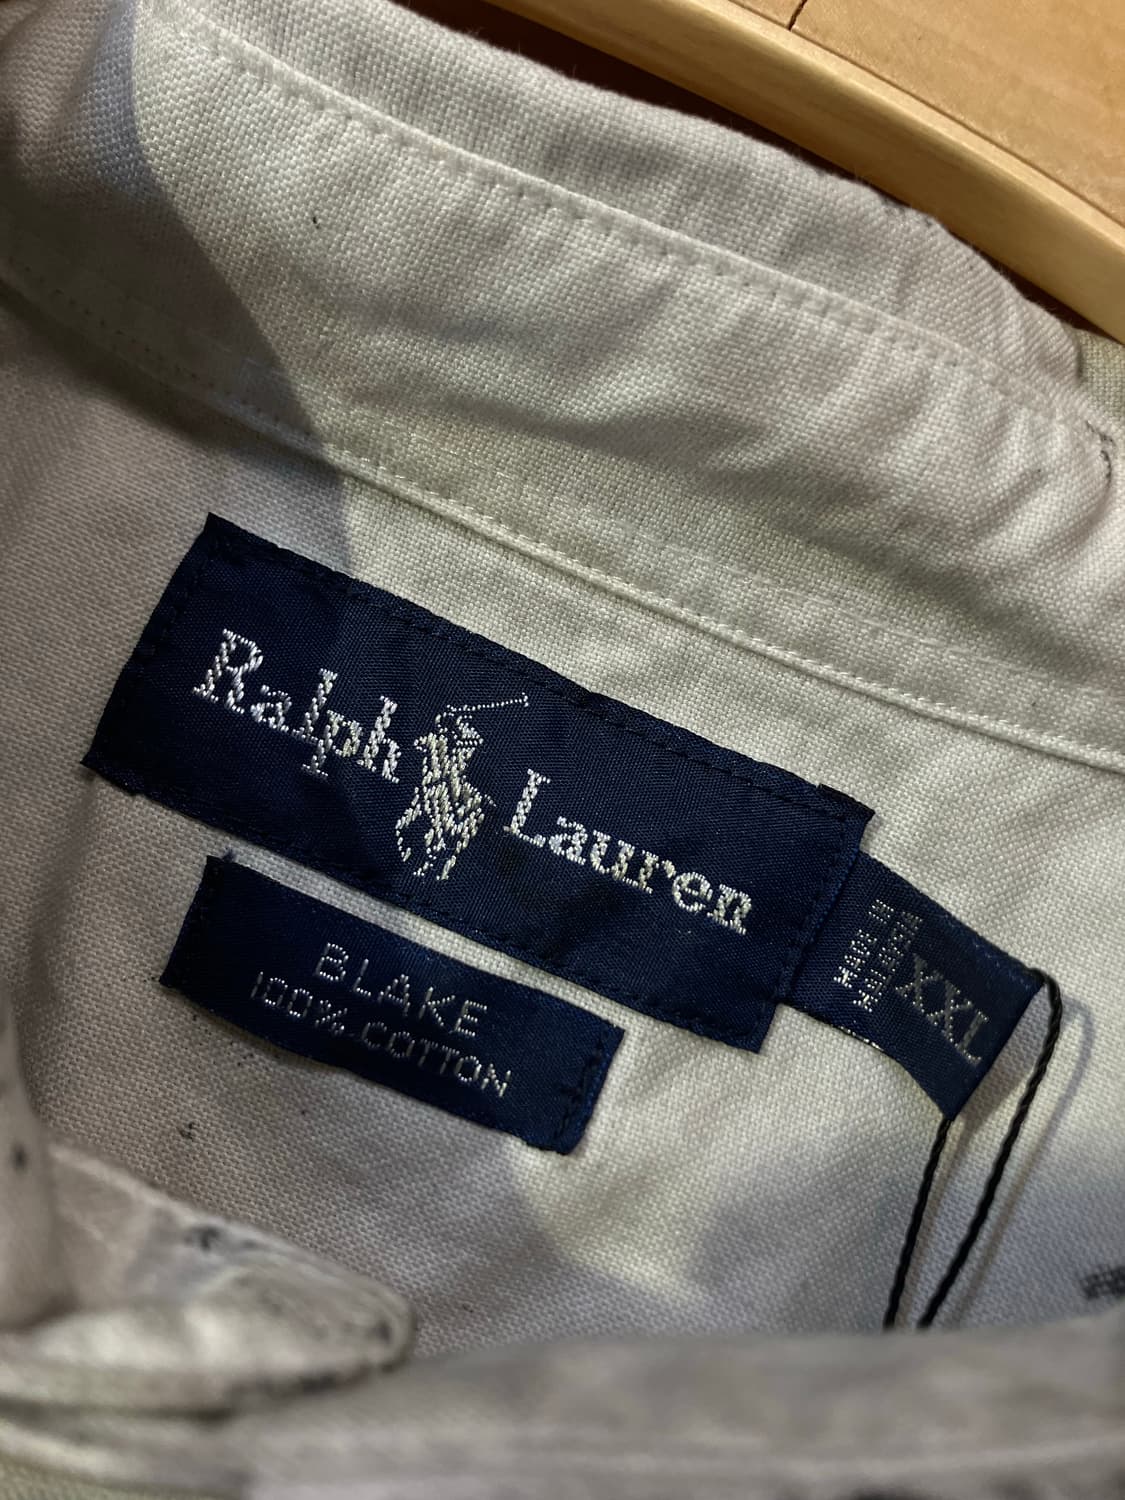 Ralph Lauren
XXL
BLAKE
100% COTTON